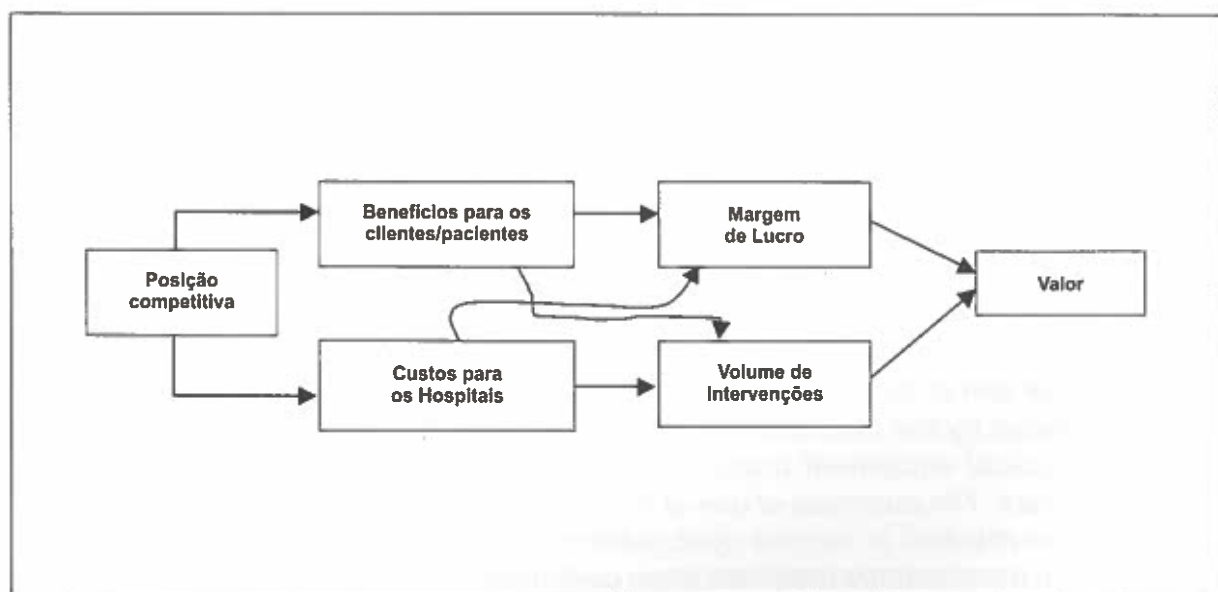 Benefícios para os
clientes/pacientes
Margem
de Lucro
Posição
competitiva
Valor
Custos para
os Hospitais
Volume de
Intervenções